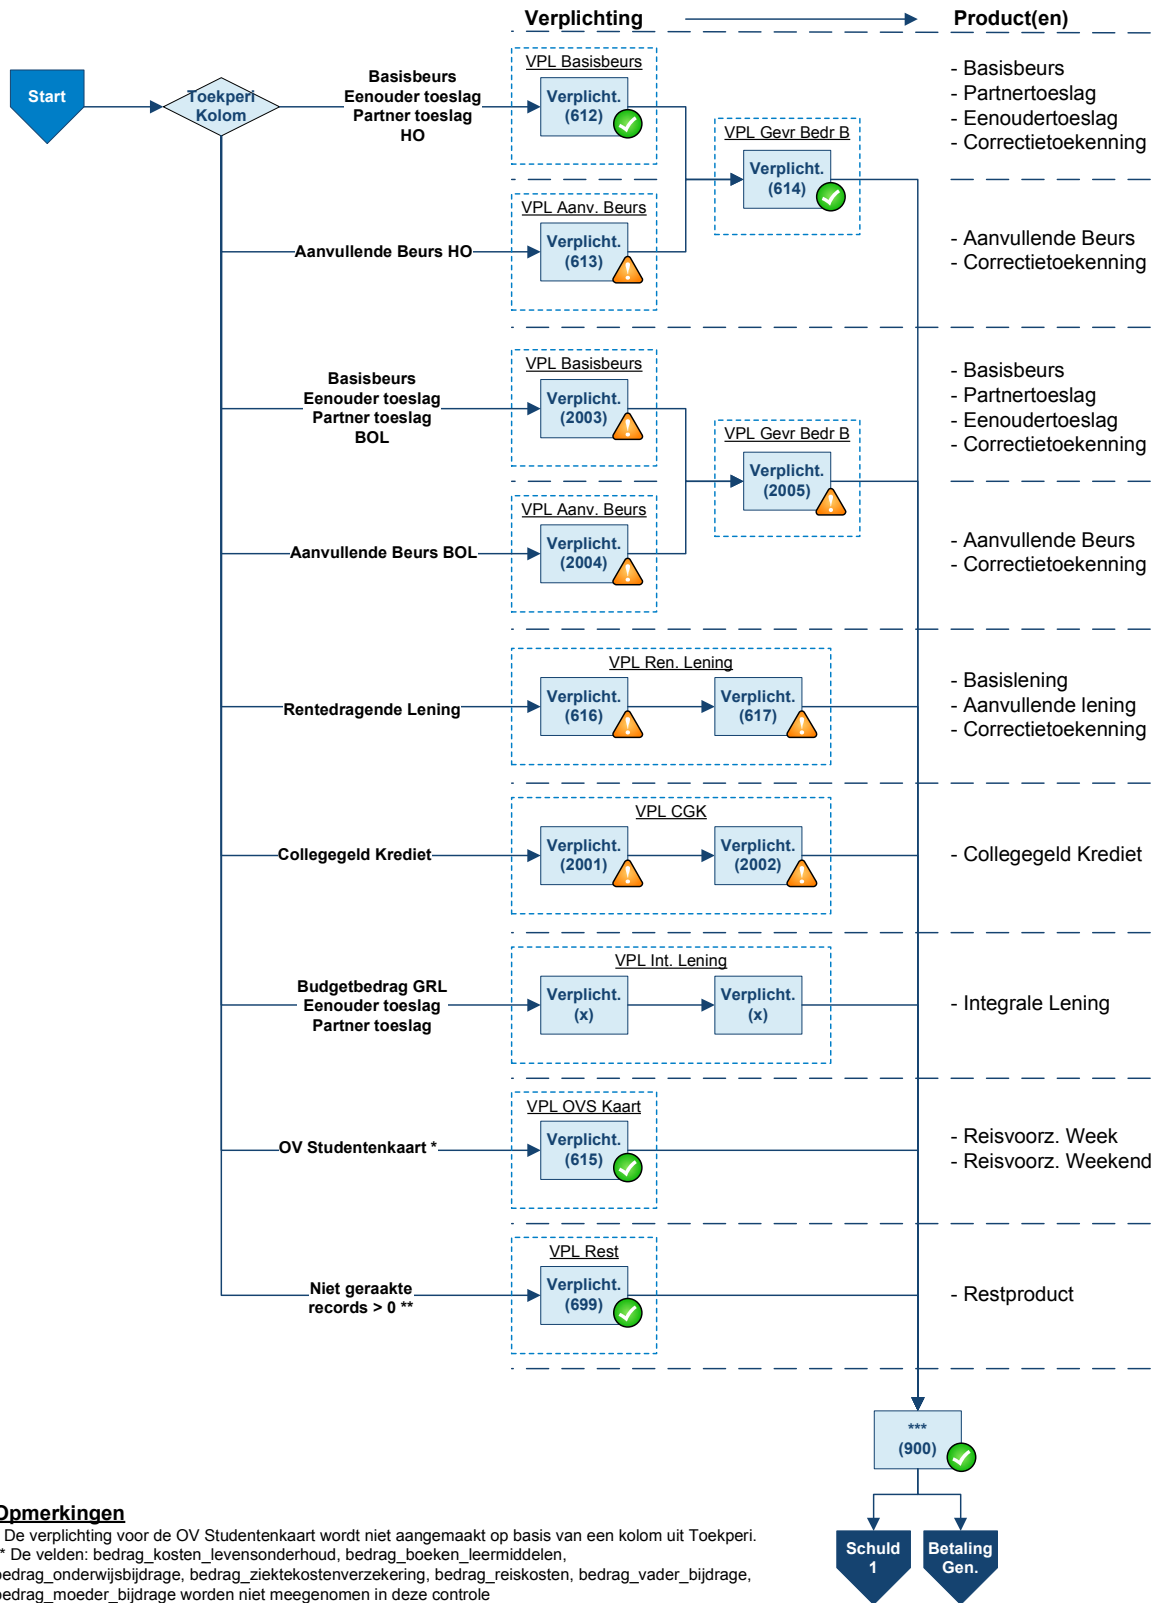 Verplichting
Product(en)
Start
Toekperi
Kolom
Basisbeurs
Eenouder toeslag
Partner toeslag
HO
VPL Basisbeurs
Verplicht.
(612)
VPL Gevr Bedr B
Verplicht.
(614)
- Basisbeurs
- Partnertoeslag
- Eenoudertoeslag
- Correctietoekenning
Aanvullende Beurs HO
VPL Aanv. Beurs
Verplicht.
(613)
- Aanvullende Beurs
- Correctietoekenning
Basisbeurs
Eenouder toeslag
Partner toeslag
BOL
VPL Basisbeurs
Verplicht.
(2003)
VPL Gevr Bedr B
Verplicht.
(2005)
- Basisbeurs
- Partnertoeslag
- Eenoudertoeslag
- Correctietoekenning
Aanvullende Beurs BOL
VPL Aanv. Beurs
Verplicht.
(2004)
- Aanvullende Beurs
- Correctietoekenning
Rentedragende Lening
VPL Ren. Lening
Verplicht.
(616)
Verplicht.
(617)
- Basislening
- Aanvullende lening
- Correctietoekenning
Collegegeld Krediet
VPL CGK
Verplicht.
(2001)
Verplicht.
(2002)
- Collegegeld Krediet
Budgetbedrag GRL
Eenouder toeslag
Partner toeslag
VPL Int. Lening
Verplicht.
(x)
Verplicht.
(x)
- Integrale Lening
OV Studentenkaart *
VPL OVS Kaart
Verplicht.
(615)
- Reisvoorz. Week
- Reisvoorz. Weekend
Niet geraakte
records > 0 **
VPL Rest
Verplicht.
(699)
- Restproduct
***
(900)
Schuld
1
Betaling
Gen.
Opmerkingen
De verplichting voor de OV Studentenkaart wordt niet aangemaakt op basis van een kolom uit Toekperi.
* De velden: bedrag_kosten_levensonderhoud, bedrag_boeken_leermiddelen,
bedrag_onderwijsbijdrage, bedrag_ziektekostenverzekering, bedrag_reiskosten, bedrag_vader_bijdrage,
bedrag_moeder_bijdrage worden niet meegenomen in deze controle